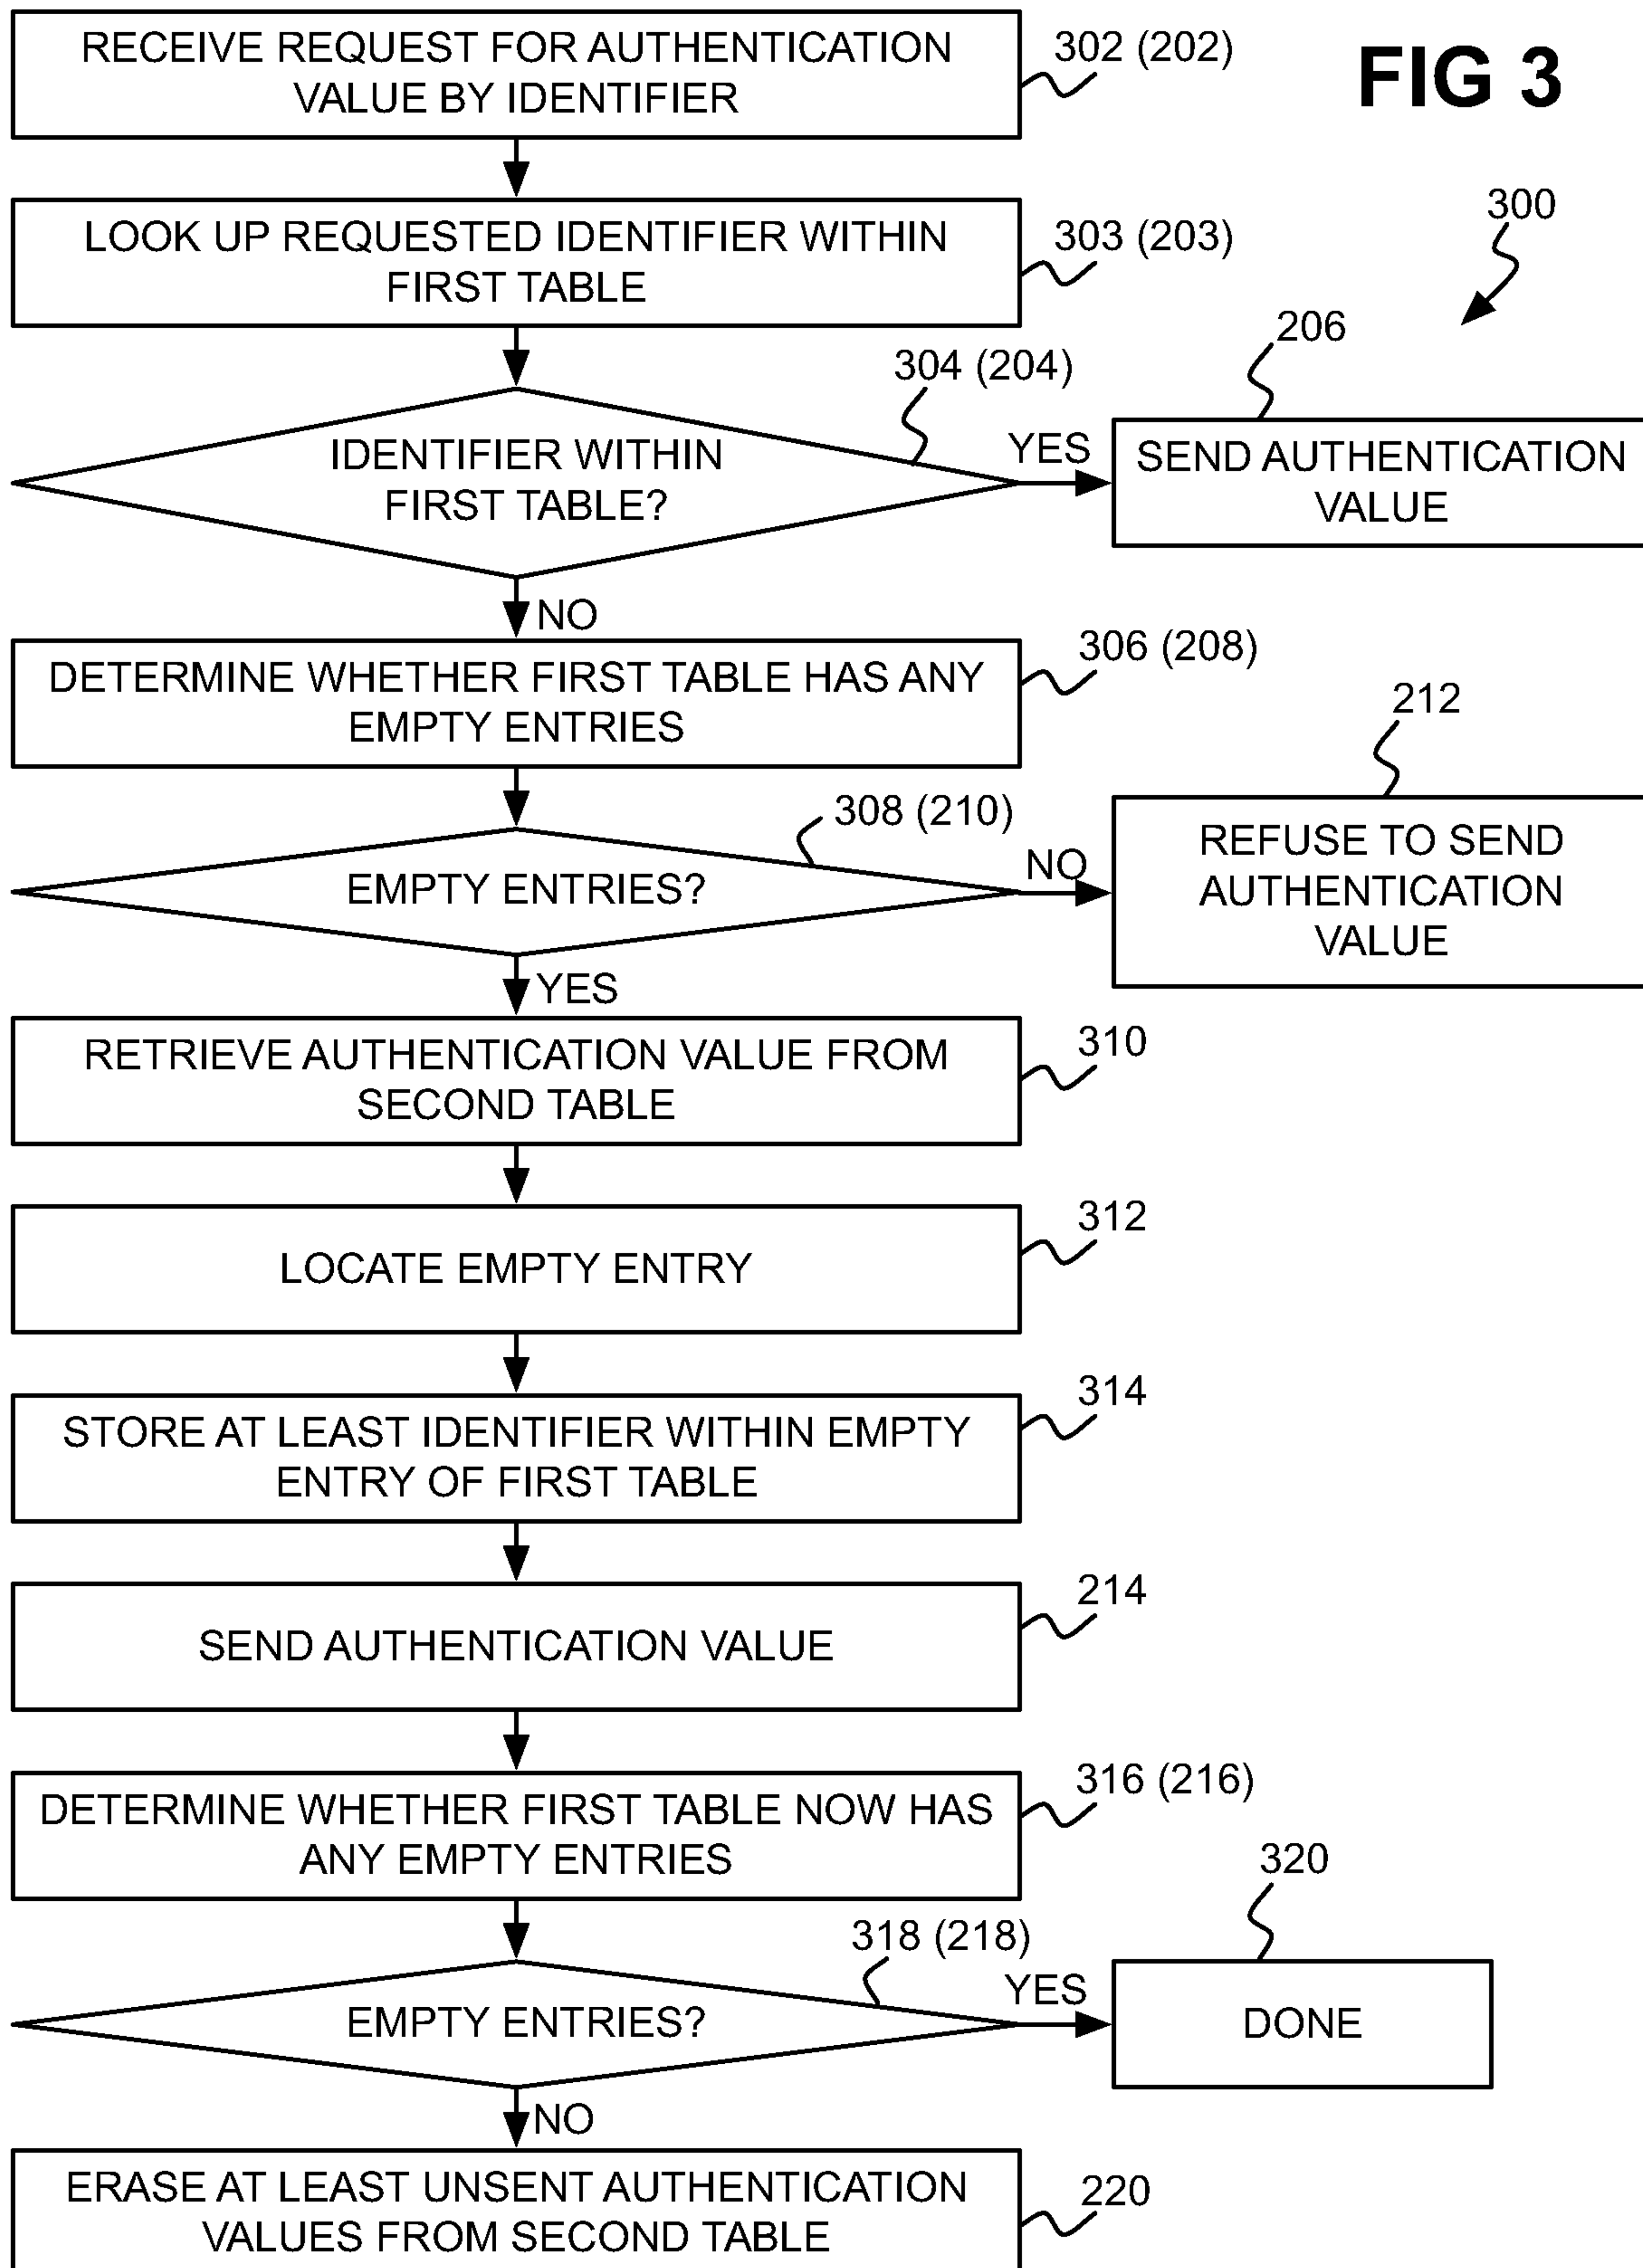 FIG 3
RECEIVE REQUEST FOR AUTHENTICATION
VALUE BY IDENTIFIER
302 (202)
LOOK UP REQUESTED IDENTIFIER WITHIN
FIRST TABLE
303 (203)
300
304 (204)
IDENTIFIER WITHIN
FIRST TABLE?
YES
206
SEND AUTHENTICATION
VALUE
NO
DETERMINE WHETHER FIRST TABLE HAS ANY
EMPTY ENTRIES
306 (208)
308 (210)
EMPTY ENTRIES?
NO
212
REFUSE TO SEND
AUTHENTICATION
VALUE
YES
RETRIEVE AUTHENTICATION VALUE FROM
SECOND TABLE
310
LOCATE EMPTY ENTRY
312
STORE AT LEAST IDENTIFIER WITHIN EMPTY
ENTRY OF FIRST TABLE
314
SEND AUTHENTICATION VALUE
214
DETERMINE WHETHER FIRST TABLE NOW HAS
ANY EMPTY ENTRIES
316 (216)
318 (218)
EMPTY ENTRIES?
YES
320
DONE
NO
ERASE AT LEAST UNSENT AUTHENTICATION
VALUES FROM SECOND TABLE
220